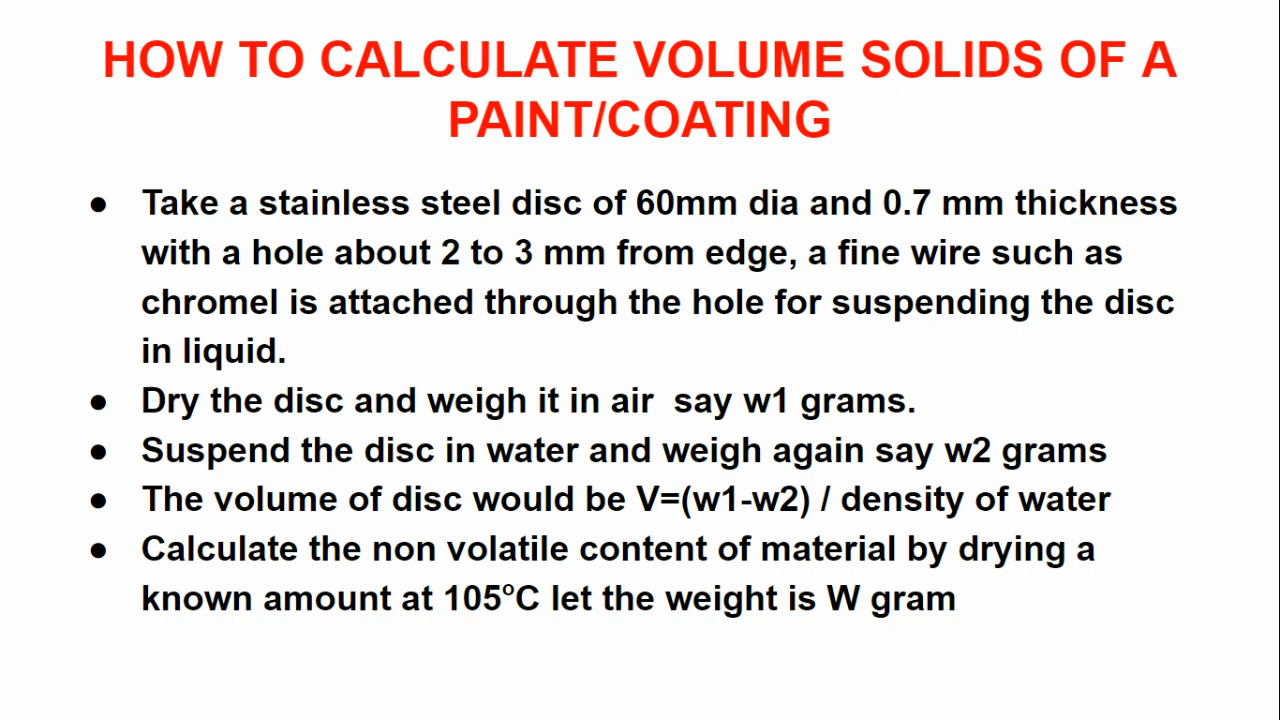 HOW TO CALCULATE VOLUME SOLIDS OF A
PAINT/COATING
● Take a stainless steel disc of 60mm dia and 0.7 mm thickness
with a hole about 2 to 3 mm from edge, a fine wire such as
chromel is attached through the hole for suspending the disc
in liquid.
● Dry the disc and weigh it in air  say w1 grams.
● Suspend the disc in water and weigh again say w2 grams
● The volume of disc would be V=(w1-w2) / density of water
● Calculate the non volatile content of material by drying a
known amount at 105ºC let the weight is W gram